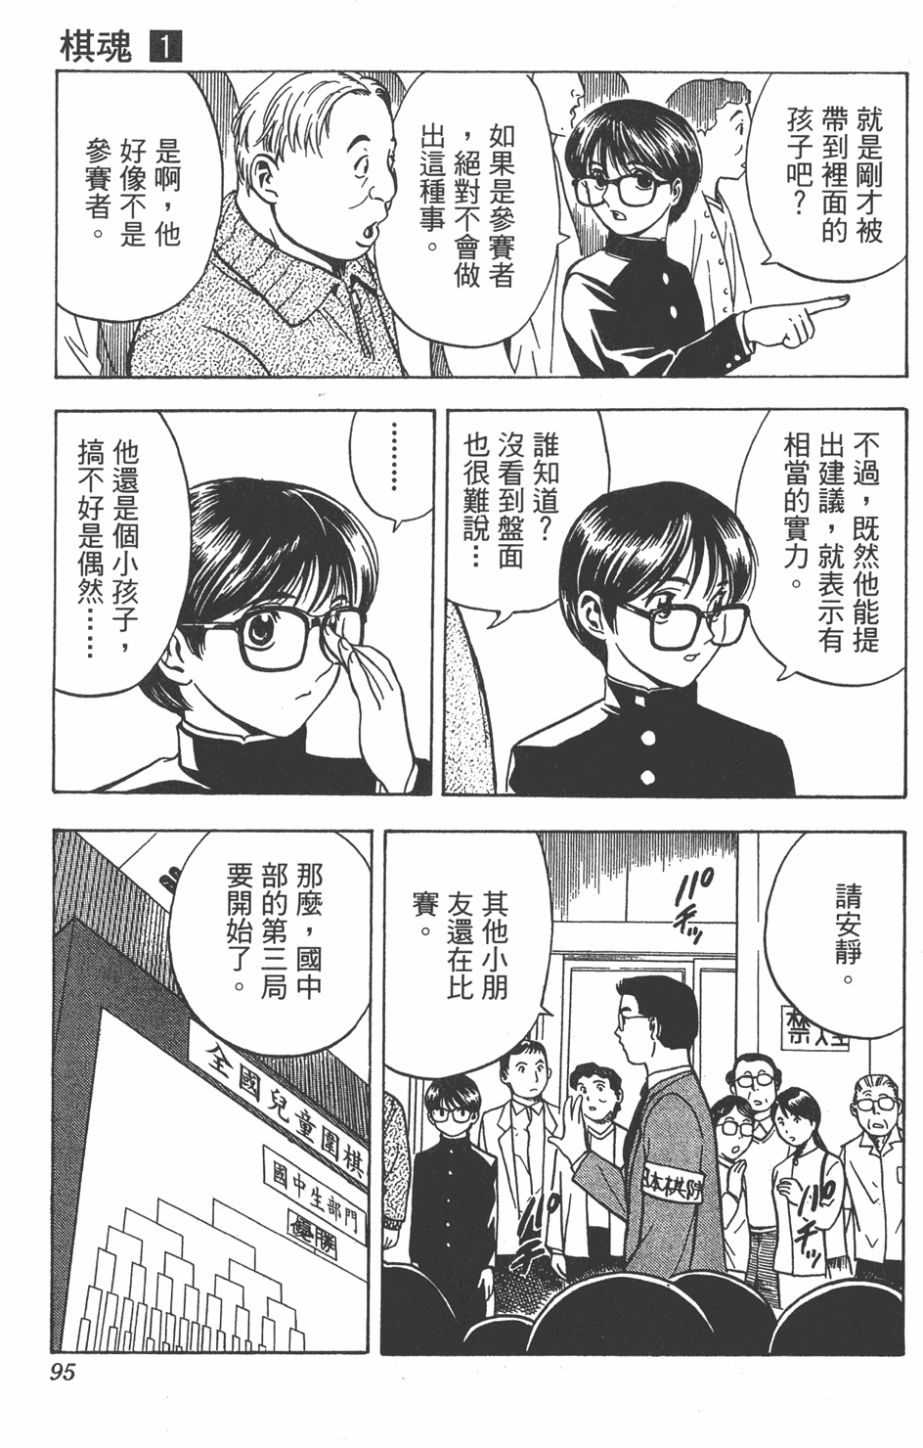 棋魂 1
就是剛才被
帶到裡面的
孩子吧？
如果是參賽者
，絕對不會做
出這種事。
是啊，他
好像不是
參賽者。
不過，既然他能提
出建議，就表示有
相當的實力。
誰知道？
沒看到盤面
也很難說…
………
他還是個小孩子，
搞不好是偶然……
請安靜。
其他小朋
友還在比
賽。
那麼，國中
部的第三局
要開始了。
全國兒童圍棋
國中生部門
優勝
95